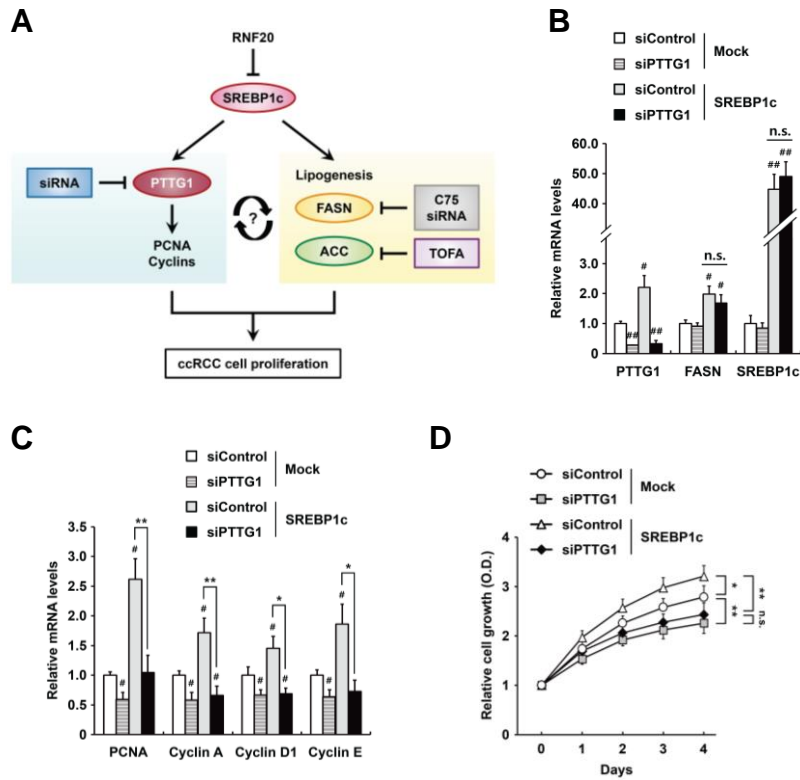 A
RNF20
SREBP1c
siRNA
PTTG1
PCNA
Cyclins
?
Lipogenesis
FASN
C75
siRNA
ACC
TOFA
ccRCC cell proliferation
B
siControl
siPTTG1
Mock
siControl
siPTTG1
SREBP1c
Relative mRNA levels
60.0
50.0
40.0
3.0
2.0
1.0
0
##
#
##
n.s.
#
#
n.s.
##
##
PTTG1 FASN SREBP1c
C
siControl
siPTTG1
Mock
siControl
siPTTG1
SREBP1c
Relative mRNA levels
3.5
3.0
2.5
2.0
1.5
1.0
0.5
0
#
#
**
#
#
**
#
#
#
*
#
#
*
PCNA Cyclin A Cyclin D1 Cyclin E
D
siControl
siPTTG1
Mock
siControl
siPTTG1
SREBP1c
Relative cell growth (O.D.)
4
3
2
1
0
*
**
**
n.s.
0 1 2 3 4
Days